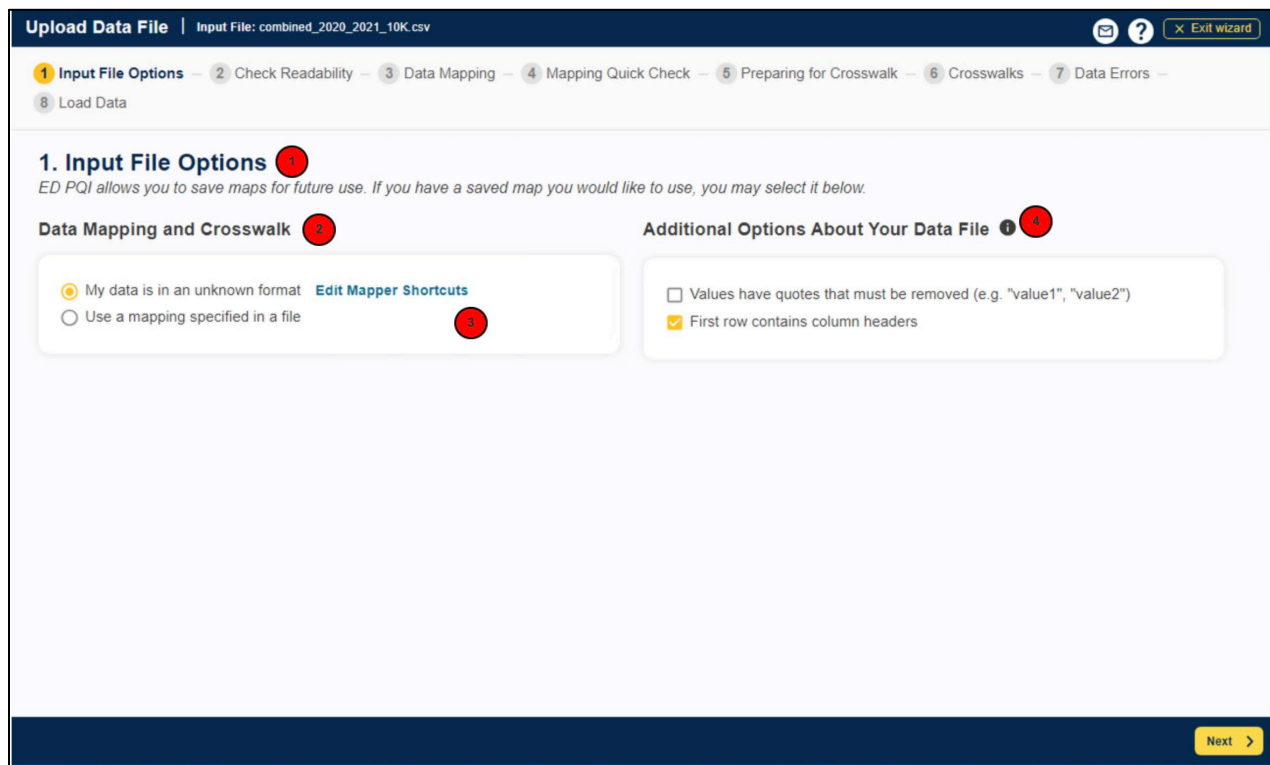 Upload Data File | Input File: combined_2020_2021_10K.csv ? × Exit wizard
1 Input File Options – 2 Check Readability – 3 Data Mapping – 4 Mapping Quick Check – 5 Preparing for Crosswalk – 6 Crosswalks – 7 Data Errors –
8 Load Data
1. Input File Options 1
ED PQI allows you to save maps for future use. If you have a saved map you would like to use, you may select it below.
Data Mapping and Crosswalk 2
My data is in an unknown format Edit Mapper Shortcuts
Use a mapping specified in a file 3
Additional Options About Your Data File i 4
Values have quotes that must be removed (e.g. "value1", "value2")
First row contains column headers
Next >